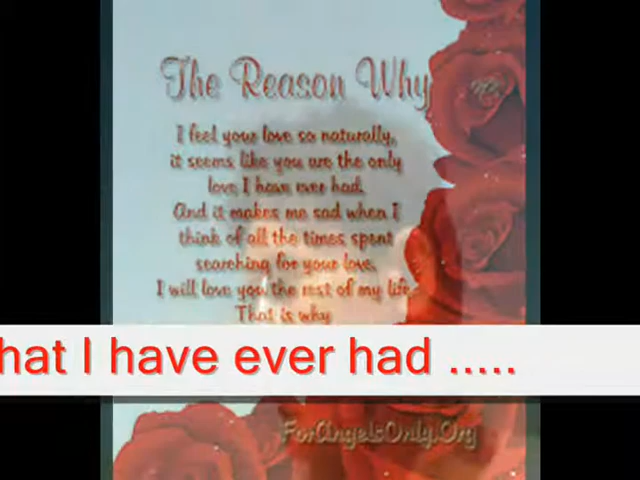 The Reason Why
I feel your love so naturally,
it seems like you are the only
love I have ever had.
And it makes me sad when I
think of all the times spent
searching for your love.
I will love you the rest of my life.
That is why
hat I have ever had .....
ForAngelsOnly.Org